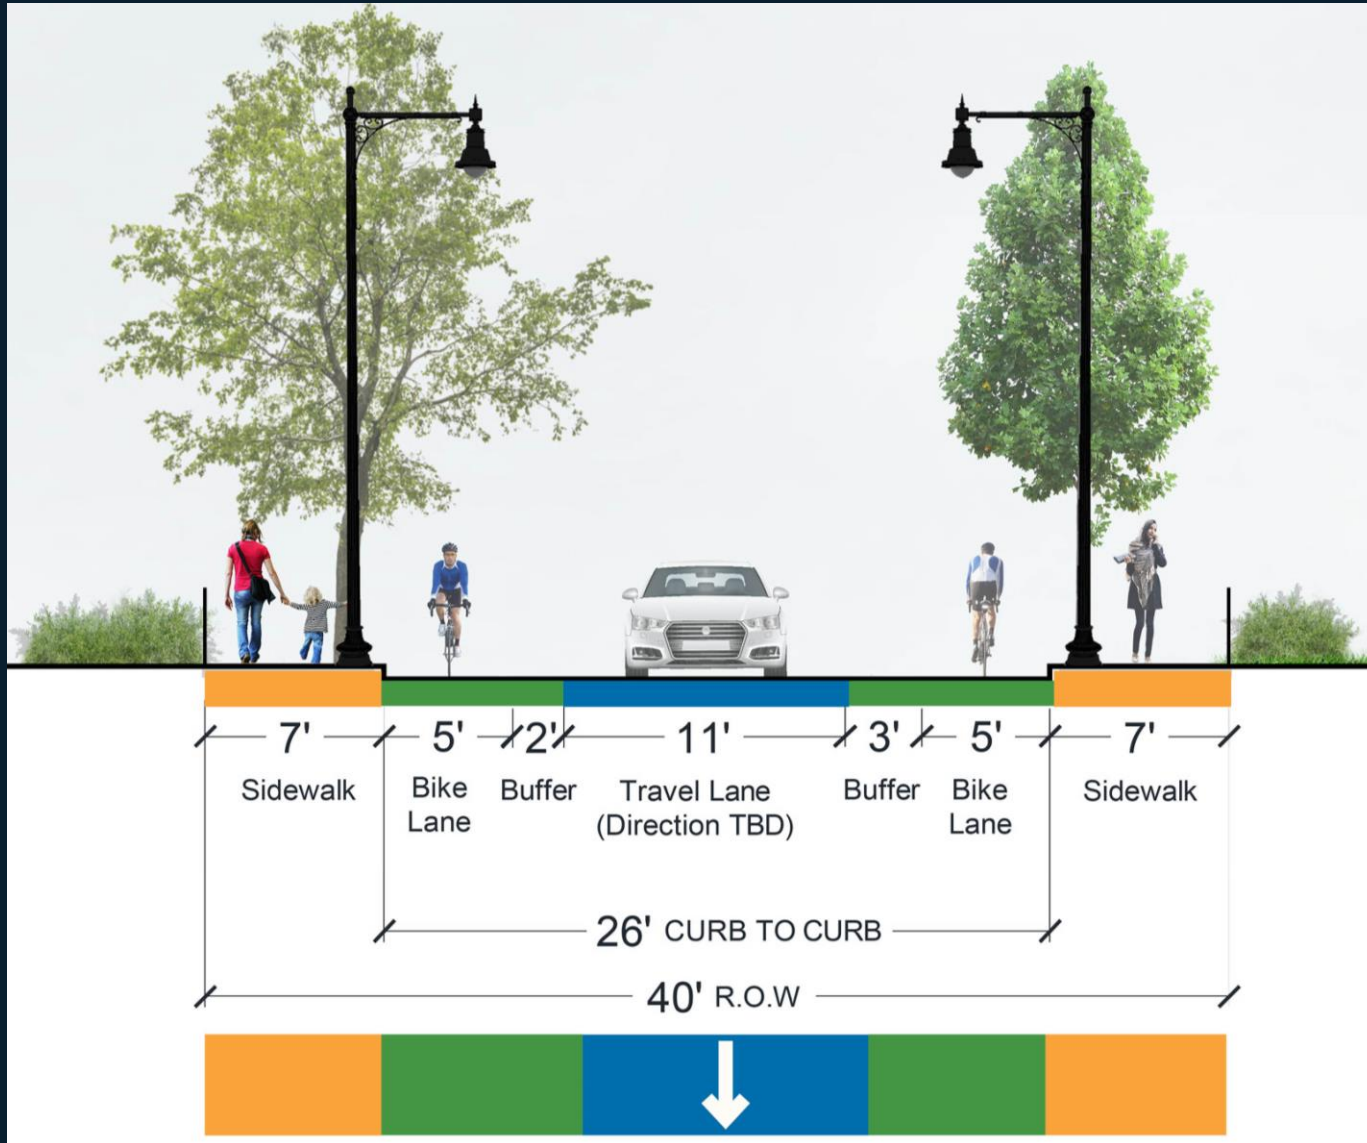 7' 5' 2' 11' 3' 5' 7'
Sidewalk Bike Lane Buffer Travel Lane (Direction TBD) Buffer Bike Lane Sidewalk
26' CURB TO CURB
40' R.O.W